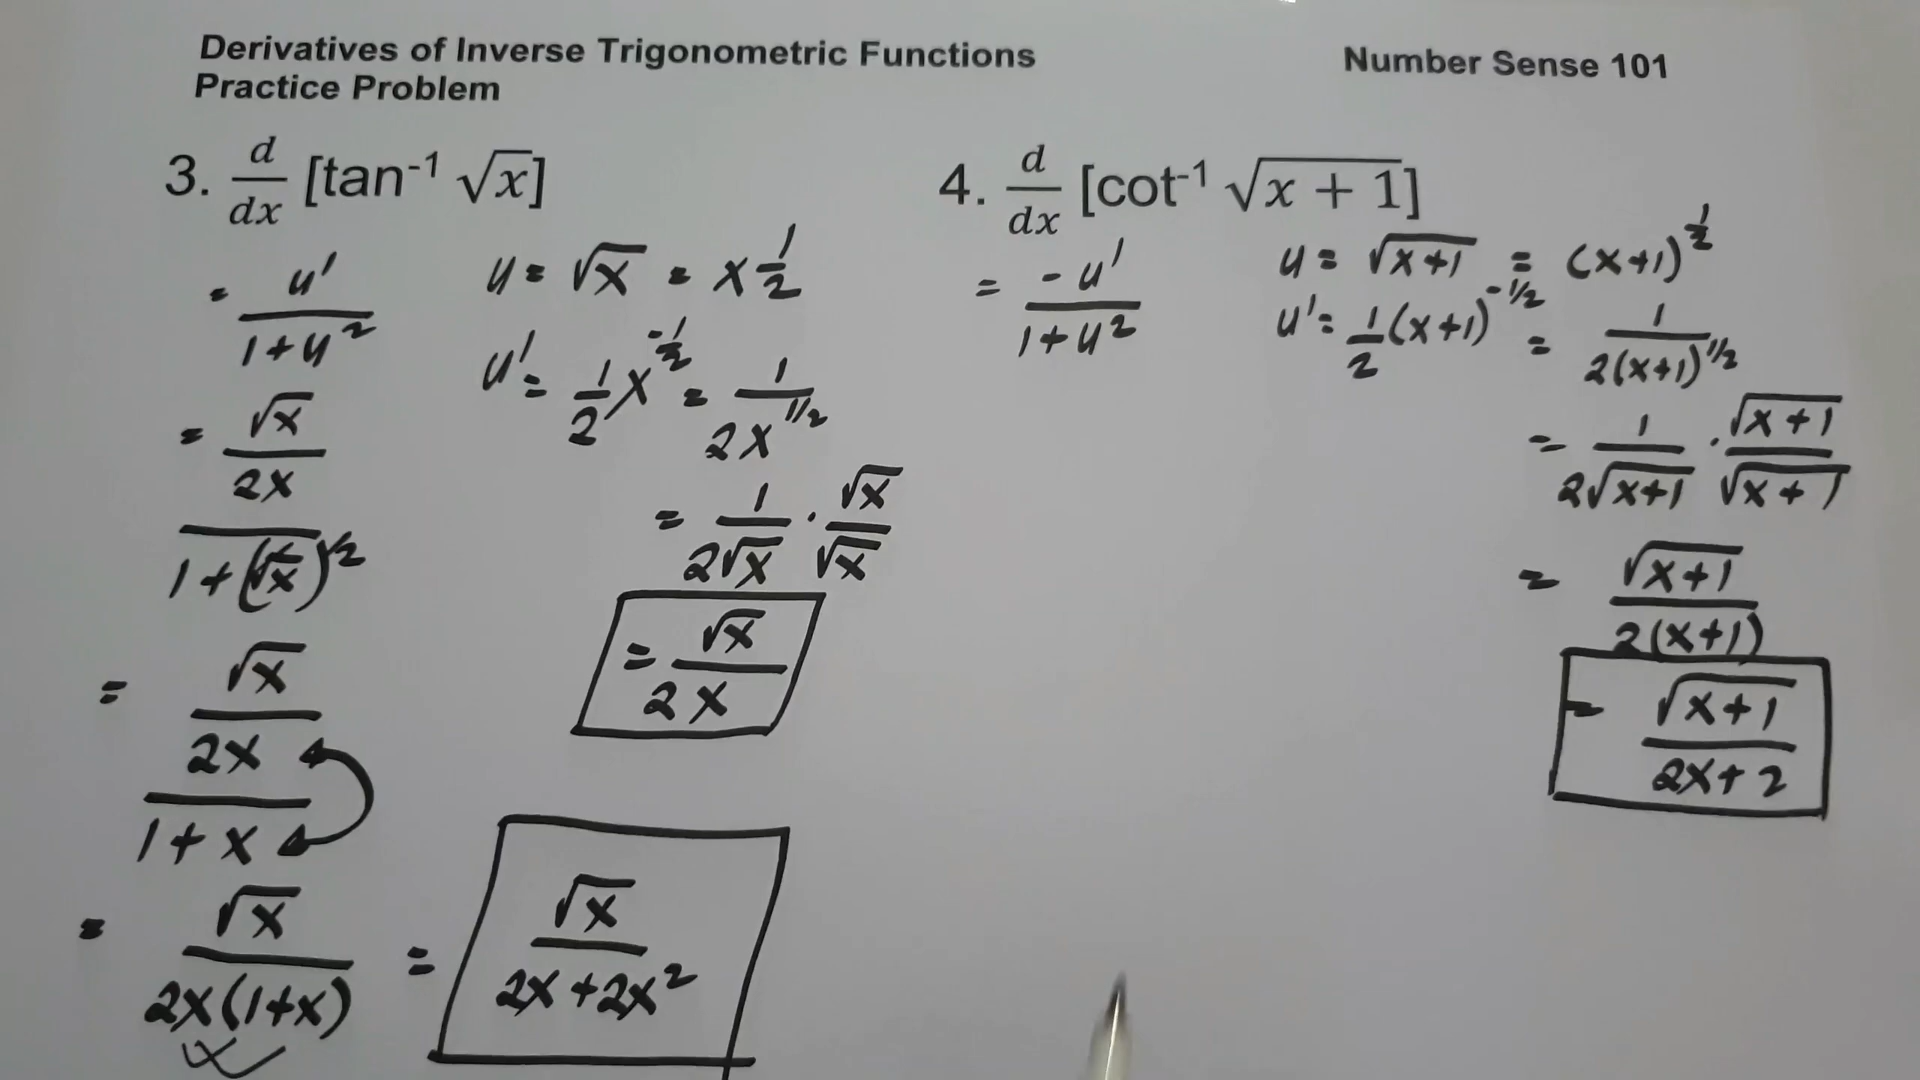 Derivatives of Inverse Trigonometric Functions
Practice Problem
Number Sense 101
3. d/dx [tan⁻¹ √x]
= u'/(1+u²)
= (√x/2x)/(1+(√x)²)
= (√x/2x)/(1+x)
= √x/(2x(1+x)) = √x/(2x+2x²)
u = √x = x^(1/2)
u' = 1/2 x^(-1/2) = 1/(2x^(1/2))
= 1/(2√x) · √x/√x
= √x/(2x)
4. d/dx [cot⁻¹ √(x + 1)]
= -u'/(1+u²)
u = √(x+1) = (x+1)^(1/2)
u' = 1/2 (x+1)^(-1/2) = 1/(2(x+1)^(1/2))
= 1/(2√(x+1)) · √(x+1)/√(x+1)
= √(x+1)/(2(x+1))
= √(x+1)/(2x+2)